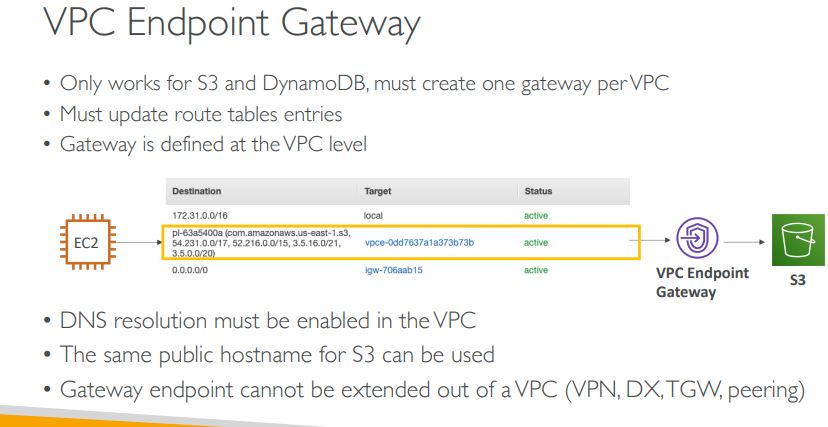 VPC Endpoint Gateway
• Only works for S3 and DynamoDB, must create one gateway per VPC
• Must update route tables entries
• Gateway is defined at the VPC level
Destination Target Status
172.31.0.0/16 local active
pl-63a5400a (com.amazonaws.us-east-1.s3,
54.231.0.0/17, 52.216.0.0/15, 3.5.16.0/21,
3.5.0.0/20) vpce-0dd7637a1a373b73b active
0.0.0.0/0 igw-706aab15 active
EC2
VPC Endpoint
Gateway
S3
• DNS resolution must be enabled in the VPC
• The same public hostname for S3 can be used
• Gateway endpoint cannot be extended out of a VPC (VPN, DX, TGW, peering)